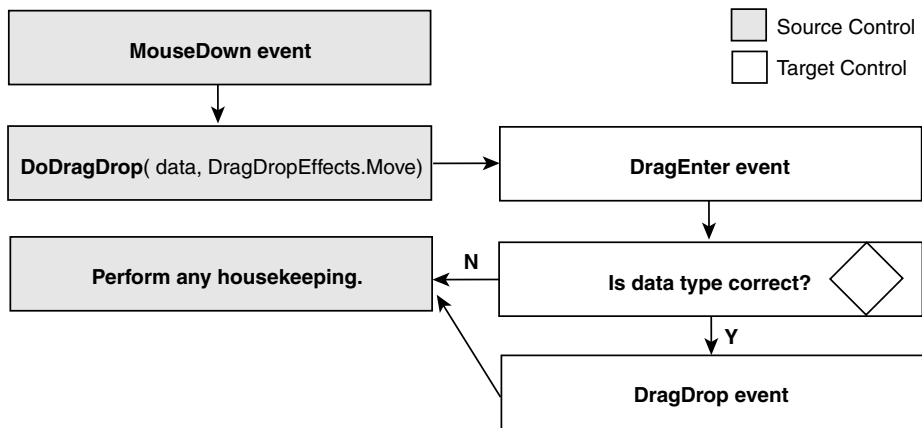 MouseDown event
Source Control
Target Control
DoDragDrop( data, DragDropEffects.Move)
DragEnter event
Perform any housekeeping.
N
Is data type correct?
Y
DragDrop event